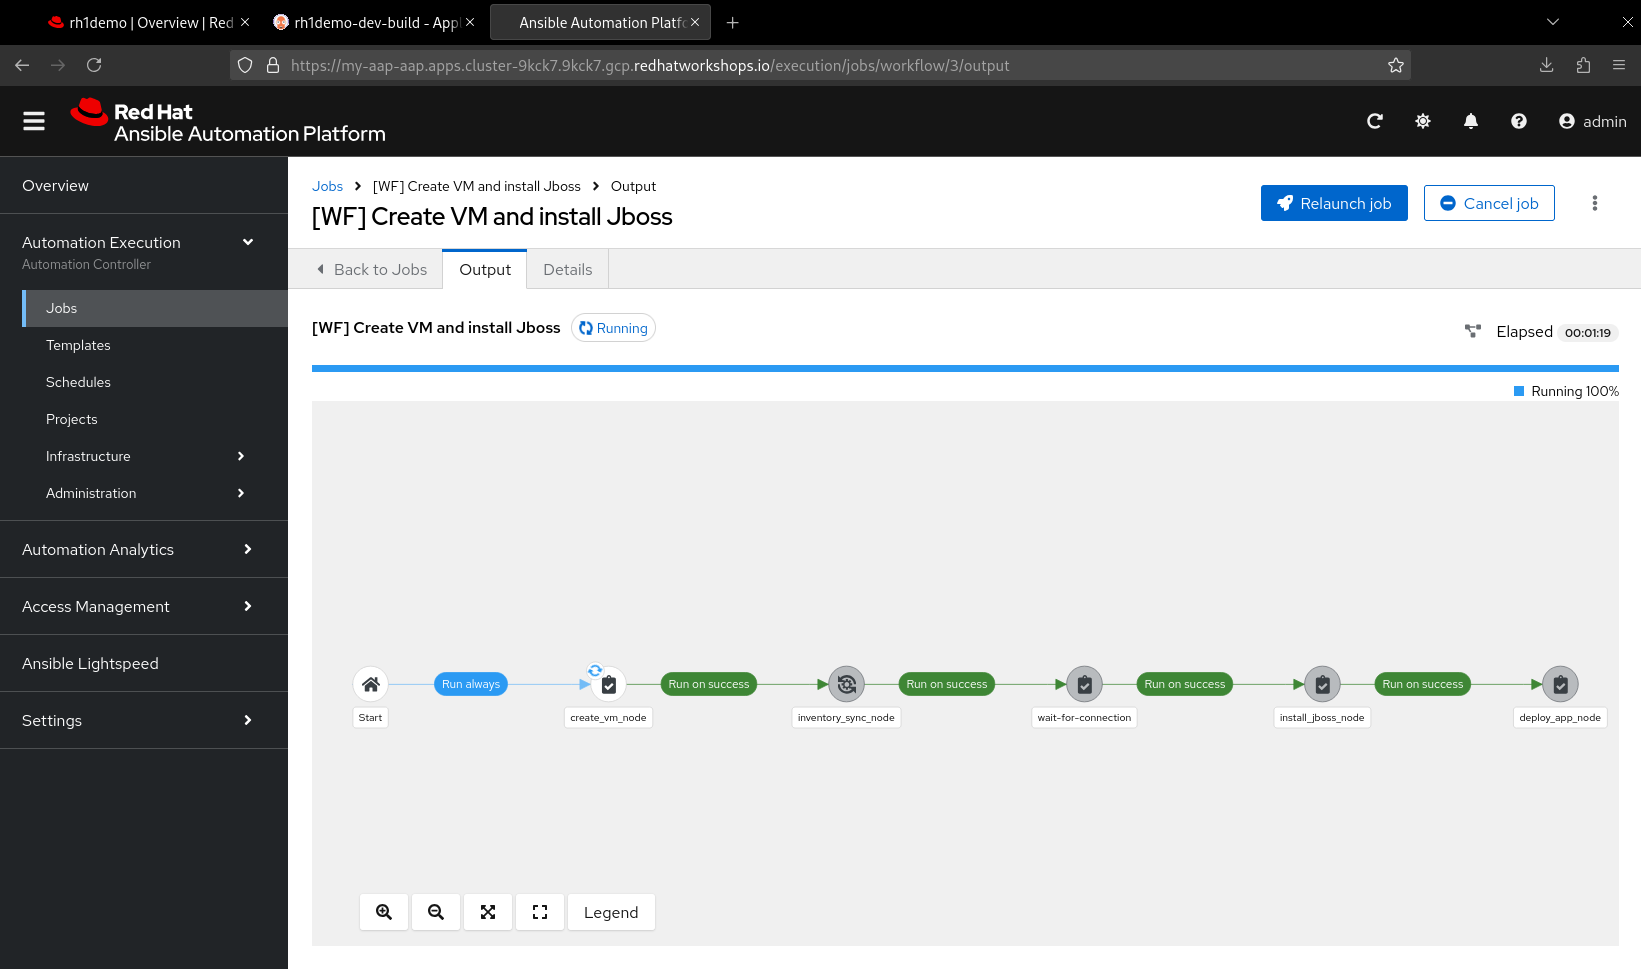 rh1demo | Overview | Red
rh1demo-dev-build - Appl
Ansible Automation Platfo
https://my-aap-aap.apps.cluster-9kck7.9kck7.gcp.redhatworkshops.io/execution/jobs/workflow/3/output
Red Hat
Ansible Automation Platform
admin
Overview
Automation Execution
Automation Controller
Jobs
Templates
Schedules
Projects
Infrastructure
Administration
Automation Analytics
Access Management
Ansible Lightspeed
Settings
Jobs > [WF] Create VM and install Jboss > Output
[WF] Create VM and install Jboss
Relaunch job
Cancel job
Back to Jobs
Output
Details
[WF] Create VM and install Jboss
Running
Elapsed 00:01:19
Running 100%
Run always
Run on success
Run on success
Run on success
Run on success
Start
create_vm_node
inventory_sync_node
wait-for-connection
install_jboss_node
deploy_app_node
Legend